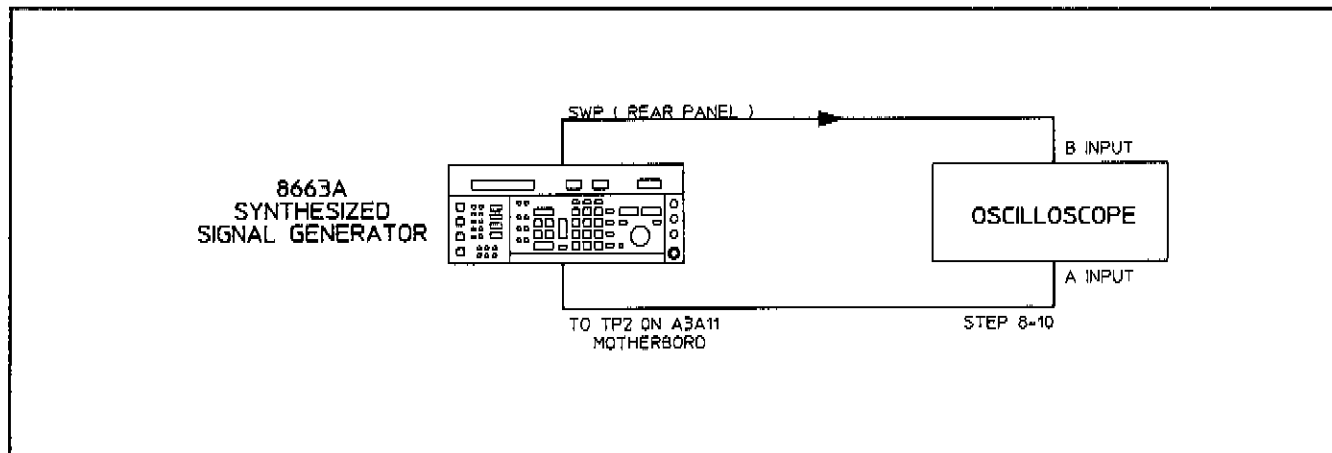 SWP ( REAR PANEL )
B INPUT
8663A
SYNTHESIZED
SIGNAL GENERATOR
OSCILLOSCOPE
A INPUT
TO TP2 ON A3A11
MOTHERBORD
STEP 8-10